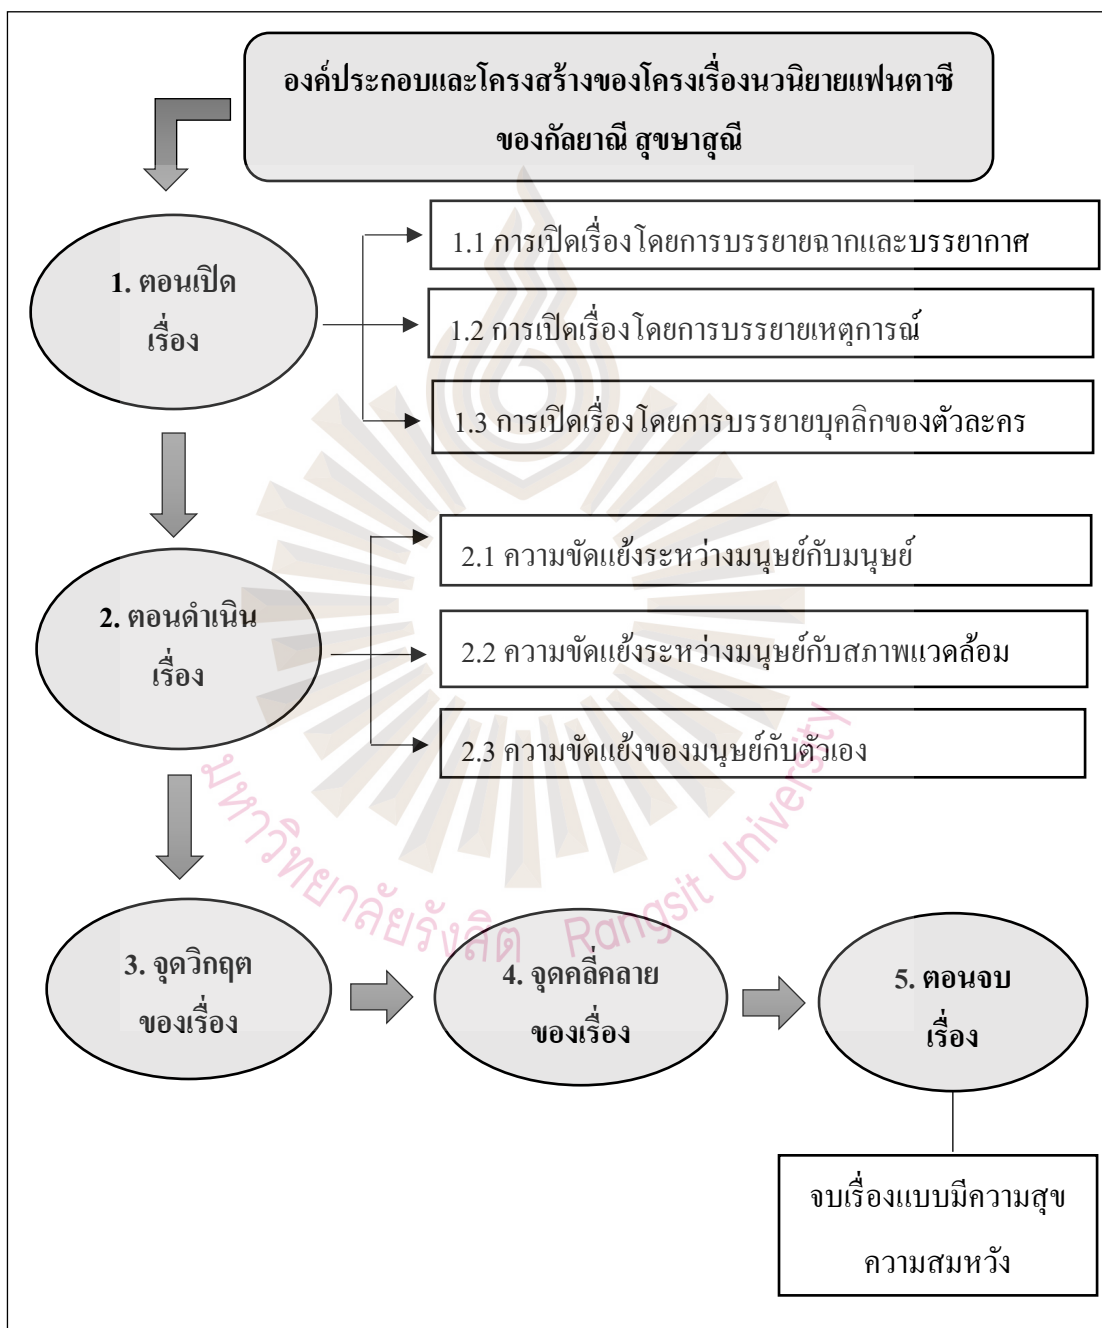 องค์ประกอบและโครงสร้างของโครงเรื่องนวนิยายแฟนตาซี
ของกัลยาณี สุขษาสุณี
1. ตอนเปิด
เรื่อง
1.1 การเปิดเรื่องโดยการบรรยายฉากและบรรยากาศ
1.2 การเปิดเรื่องโดยการบรรยายเหตุการณ์
1.3 การเปิดเรื่องโดยการบรรยายบุคลิกของตัวละคร
2. ตอนดำเนิน
เรื่อง
2.1 ความขัดแย้งระหว่างมนุษย์กับมนุษย์
2.2 ความขัดแย้งระหว่างมนุษย์กับสภาพแวดล้อม
2.3 ความขัดแย้งของมนุษย์กับตัวเอง
3. จุดวิกฤต
ของเรื่อง
4. จุดคลี่คลาย
ของเรื่อง
5. ตอนจบ
เรื่อง
จบเรื่องแบบมีความสุข
ความสมหวัง
มหาวิทยาลัยรังสิต Rangsit University